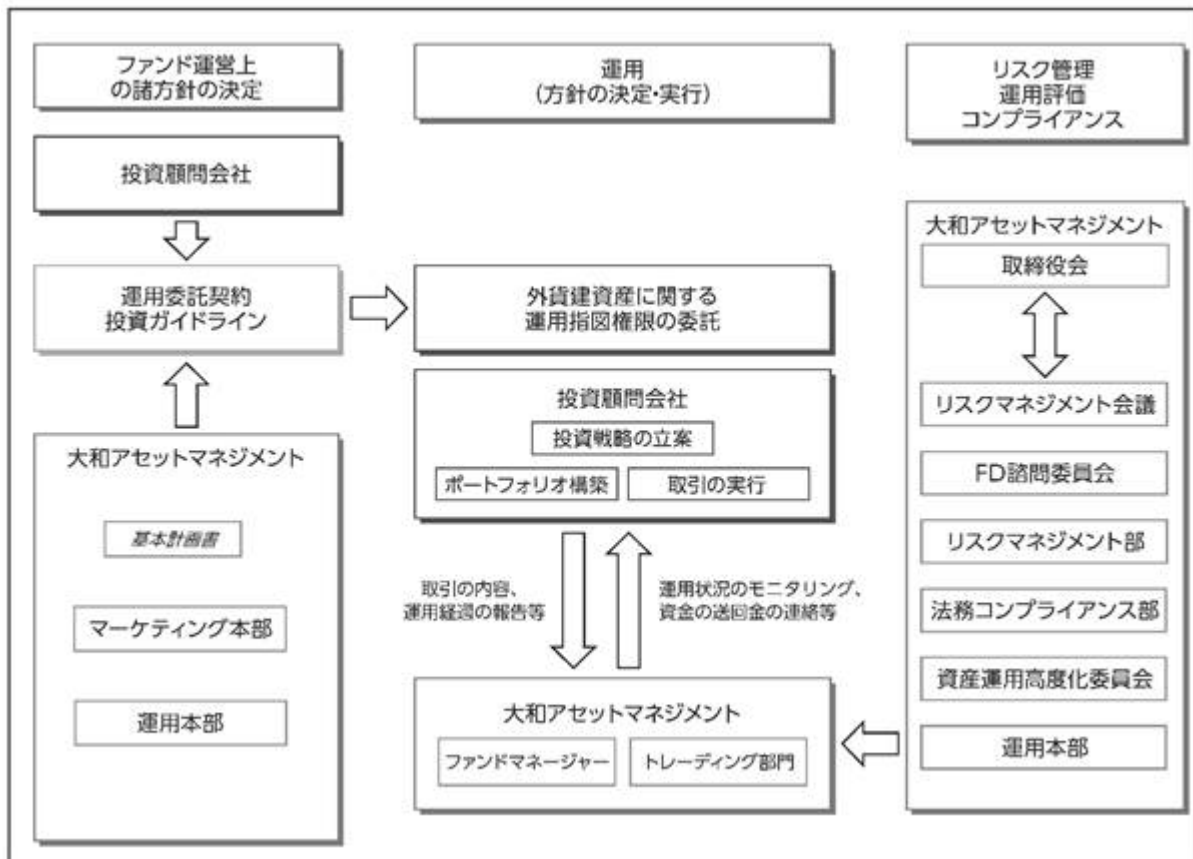 ファンド運営上
の諸方針の決定
投資顧問会社
運用委託契約
投資ガイドライン
大和アセットマネジメント
基本計画書
マーケティング本部
運用本部
運用
(方針の決定・実行)
外貨建資産に関する
運用指図権限の委託
投資顧問会社
投資戦略の立案
ポートフォリオ構築
取引の実行
取引の内容、
運用経過の報告等
運用状況のモニタリング、
資金の送回金の連絡等
大和アセットマネジメント
ファンドマネージャー
トレーディング部門
リスク管理
運用評価
コンプライアンス
大和アセットマネジメント
取締役会
リスクマネジメント会議
FD諮問委員会
リスクマネジメント部
法務コンプライアンス部
資産運用高度化委員会
運用本部